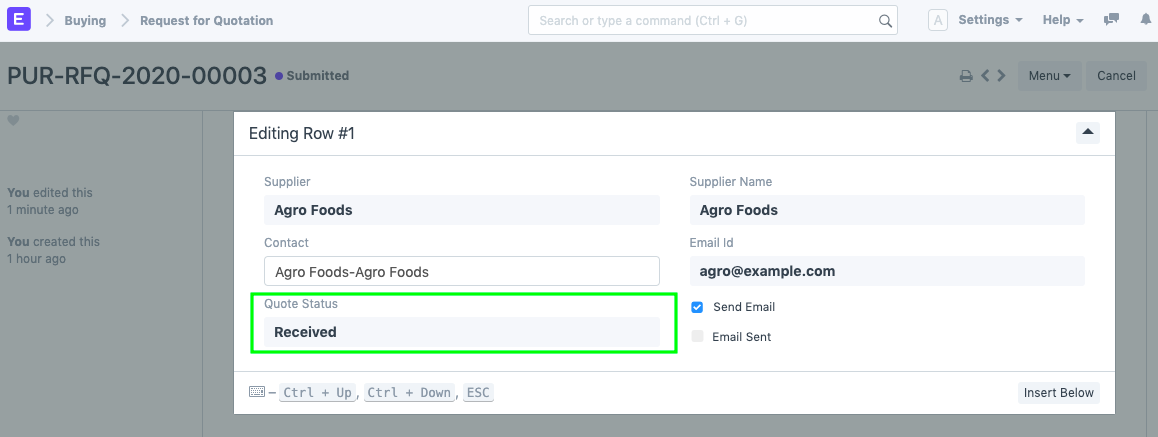 E Buying Request for Quotation Search or type a command (Ctrl + G) A Settings Help
PUR-RFQ-2020-00003 Submitted Menu Cancel
Editing Row #1
You edited this
1 minute ago
You created this
1 hour ago
Supplier Supplier Name
Agro Foods Agro Foods
Contact Email Id
Agro Foods-Agro Foods agro@example.com
Quote Status Send Email
Received Email Sent
– Ctrl + Up, Ctrl + Down, ESC Insert Below